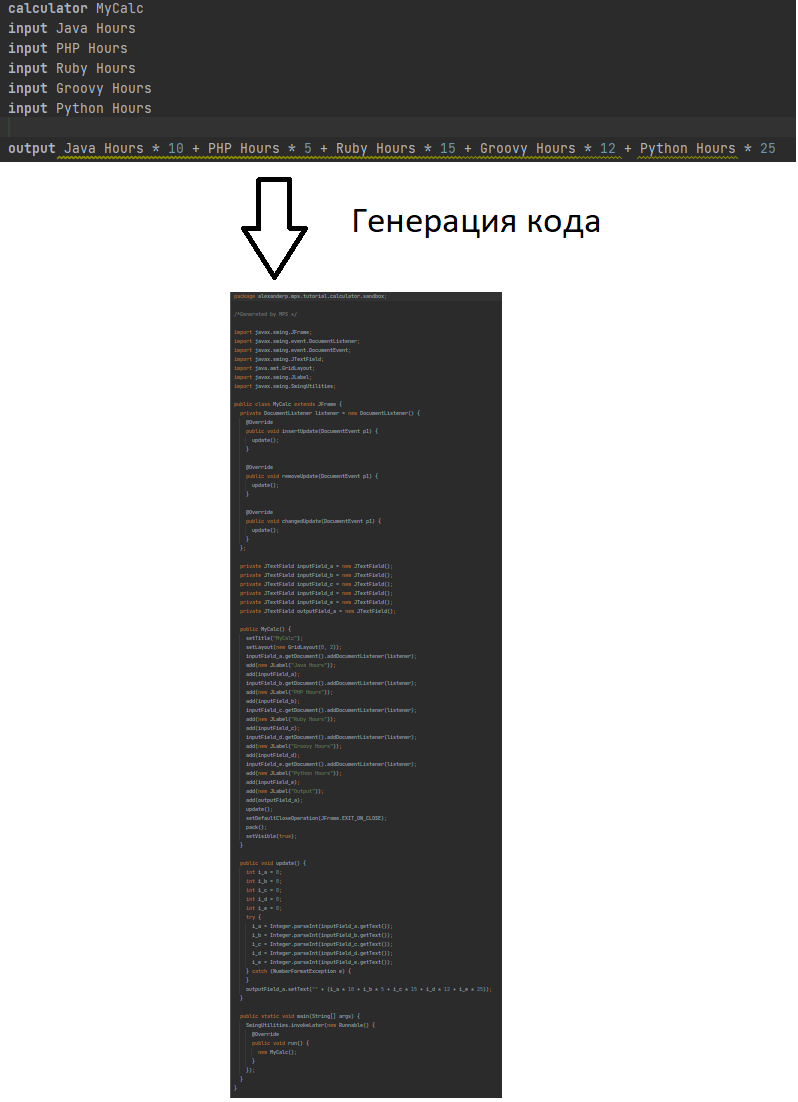 calculator MyCalc
input Java Hours
input PHP Hours
input Ruby Hours
input Groovy Hours
input Python Hours
output Java Hours * 10 + PHP Hours * 5 + Ruby Hours * 15 + Groovy Hours * 12 + Python Hours * 25
Генерация кода
package alexanderp.mps.tutorial.calculator.sandbox;
/*Generated by MPS */
import javax.swing.JFrame;
import javax.swing.event.DocumentListener;
import javax.swing.event.DocumentEvent;
import javax.swing.JTextField;
import java.awt.GridLayout;
import javax.swing.JLabel;
import javax.swing.SwingUtilities;
public class MyCalc extends JFrame {
private DocumentListener listener = new DocumentListener() {
@Override
public void insertUpdate(DocumentEvent p1) {
update();
}
@Override
public void removeUpdate(DocumentEvent p1) {
update();
}
@Override
public void changedUpdate(DocumentEvent p1) {
update();
}
};
private JTextField inputField_a = new JTextField();
private JTextField inputField_b = new JTextField();
private JTextField inputField_c = new JTextField();
private JTextField inputField_d = new JTextField();
private JTextField inputField_e = new JTextField();
private JTextField outputField_a = new JTextField();
public MyCalc() {
setTitle("MyCalc");
setLayout(new GridLayout(0, 2));
inputField_a.getDocument().addDocumentListener(listener);
add(new JLabel("Java Hours"));
add(inputField_a);
inputField_b.getDocument().addDocumentListener(listener);
add(new JLabel("PHP Hours"));
add(inputField_b);
inputField_c.getDocument().addDocumentListener(listener);
add(new JLabel("Ruby Hours"));
add(inputField_c);
inputField_d.getDocument().addDocumentListener(listener);
add(new JLabel("Groovy Hours"));
add(inputField_d);
inputField_e.getDocument().addDocumentListener(listener);
add(new JLabel("Python Hours"));
add(inputField_e);
add(new JLabel("Output"));
add(outputField_a);
update();
setDefaultCloseOperation(JFrame.EXIT_ON_CLOSE);
pack();
setVisible(true);
}
public void update() {
int i_a = 0;
int i_b = 0;
int i_c = 0;
int i_d = 0;
int i_e = 0;
try {
i_a = Integer.parseInt(inputField_a.getText());
i_b = Integer.parseInt(inputField_b.getText());
i_c = Integer.parseInt(inputField_c.getText());
i_d = Integer.parseInt(inputField_d.getText());
i_e = Integer.parseInt(inputField_e.getText());
} catch (NumberFormatException e) {
}
outputField_a.setText("" + (i_a * 10 + i_b * 5 + i_c * 15 + i_d * 12 + i_e * 25));
}
public static void main(String[] args) {
SwingUtilities.invokeLater(new Runnable() {
@Override
public void run() {
new MyCalc();
}
});
}
}